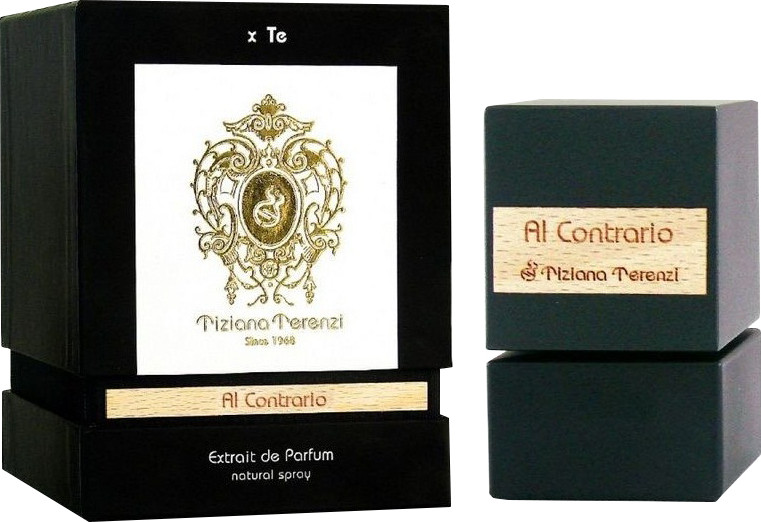 x Te
Tiziana Terenzi
Since 1968
Al Contrario
Extrait de Parfum
natural spray
Al Contrario
Tiziana Terenzi